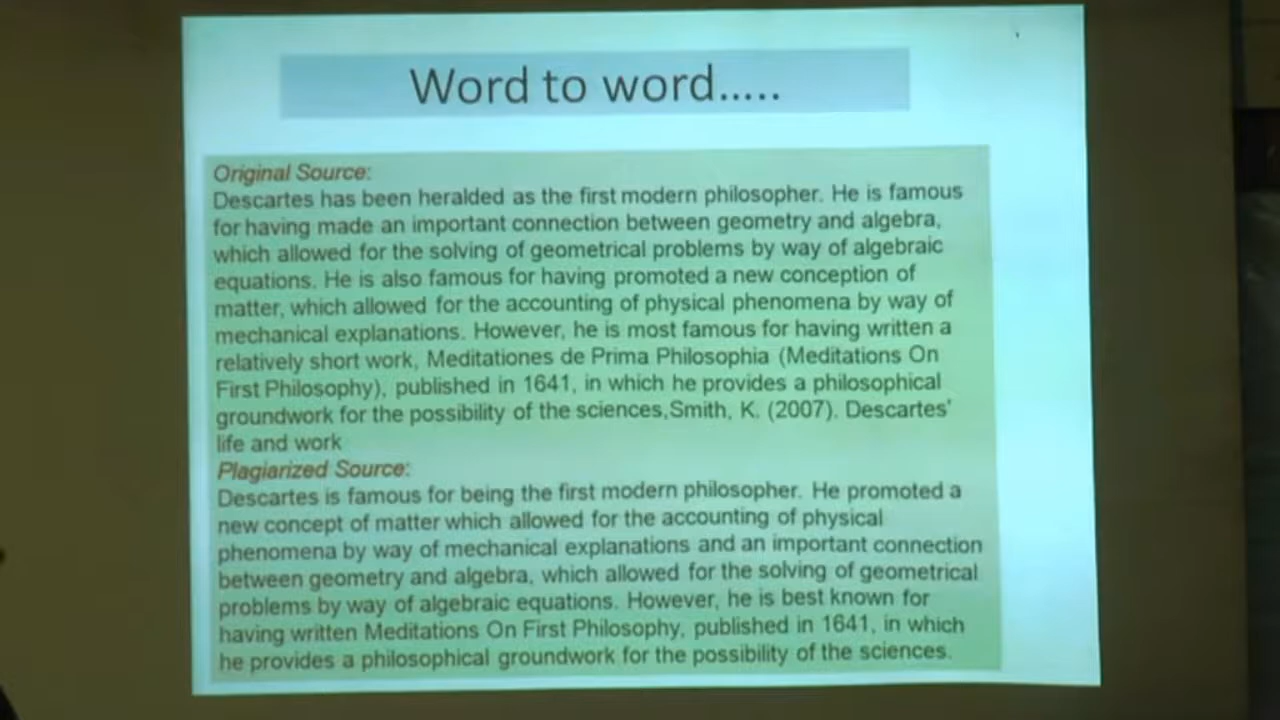 Word to word.....
Original Source:
Descartes has been heralded as the first modern philosopher. He is famous
for having made an important connection between geometry and algebra,
which allowed for the solving of geometrical problems by way of algebraic
equations. He is also famous for having promoted a new conception of
matter, which allowed for the accounting of physical phenomena by way of
mechanical explanations. However, he is most famous for having written a
relatively short work, Meditationes de Prima Philosophia (Meditations On
First Philosophy), published in 1641, in which he provides a philosophical
groundwork for the possibility of the sciences,Smith, K. (2007). Descartes'
life and work
Plagiarized Source:
Descartes is famous for being the first modern philosopher. He promoted a
new concept of matter which allowed for the accounting of physical
phenomena by way of mechanical explanations and an important connection
between geometry and algebra, which allowed for the solving of geometrical
problems by way of algebraic equations. However, he is best known for
having written Meditations On First Philosophy, published in 1641, in which
he provides a philosophical groundwork for the possibility of the sciences.